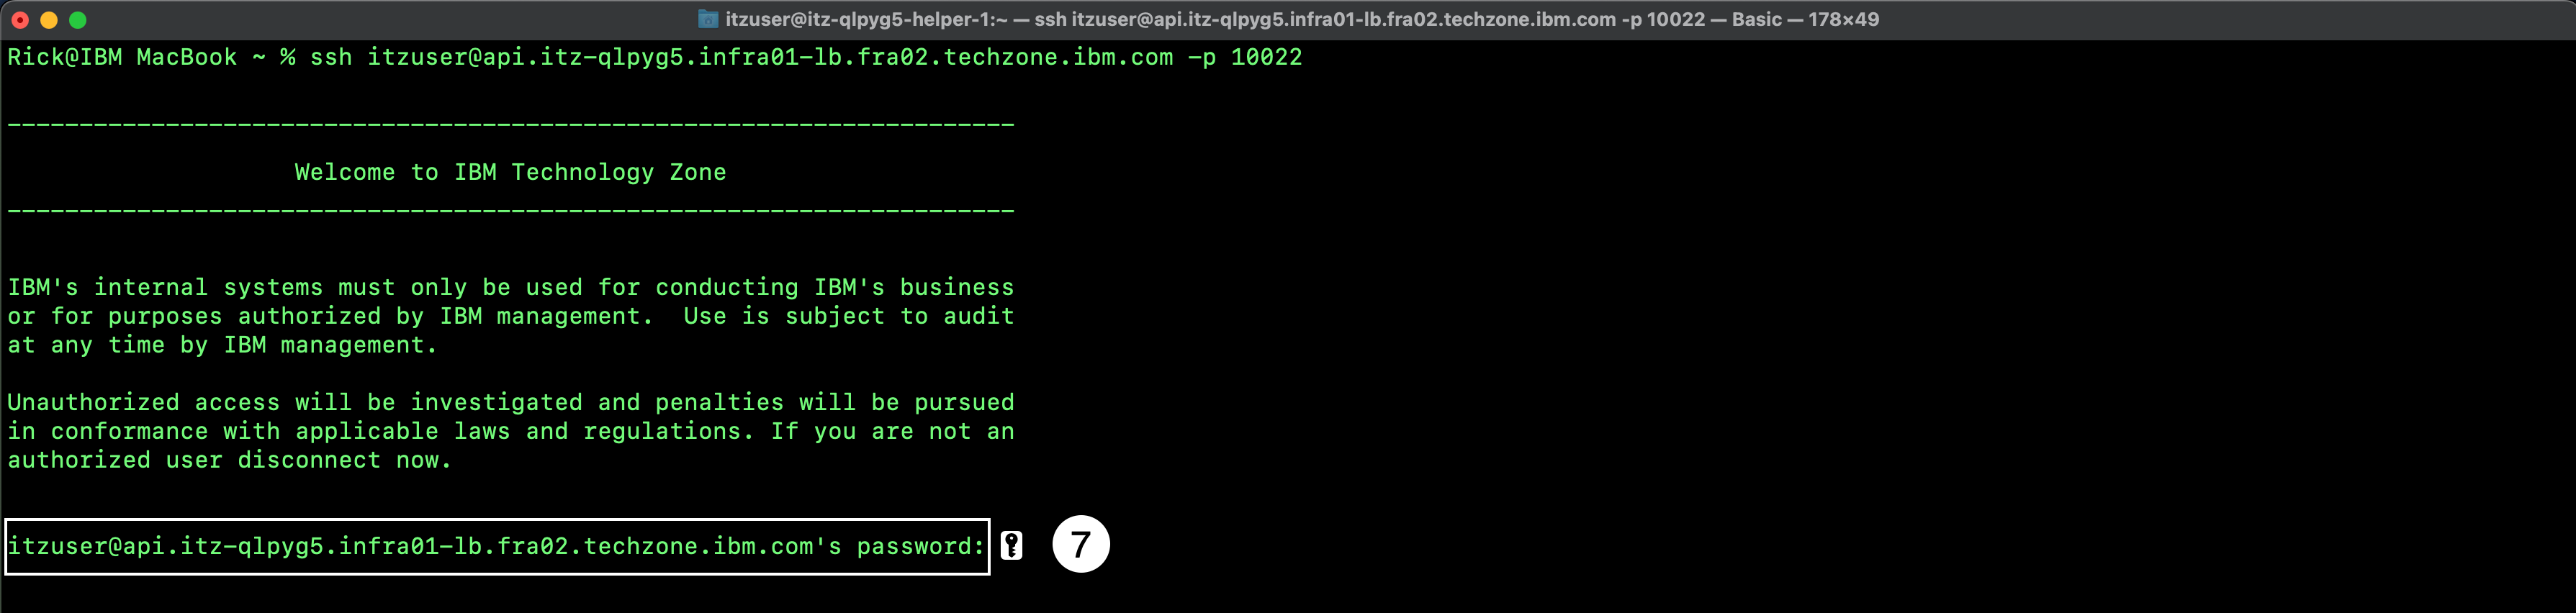 itzuser@itz-qlpyg5-helper-1:~ — ssh itzuser@api.itz-qlpyg5.infra01-lb.fra02.techzone.ibm.com -p 10022 — Basic — 178×49
Rick@IBM MacBook ~ % ssh itzuser@api.itz-qlpyg5.infra01-lb.fra02.techzone.ibm.com -p 10022
----------------------------------------------------------------------
Welcome to IBM Technology Zone
----------------------------------------------------------------------
IBM's internal systems must only be used for conducting IBM's business
or for purposes authorized by IBM management.  Use is subject to audit
at any time by IBM management.
Unauthorized access will be investigated and penalties will be pursued
in conformance with applicable laws and regulations. If you are not an
authorized user disconnect now.
itzuser@api.itz-qlpyg5.infra01-lb.fra02.techzone.ibm.com's password: 7